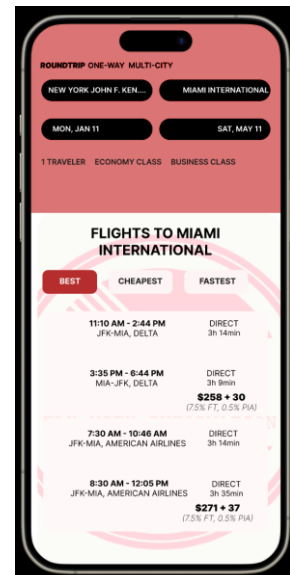 ROUNDTRIP ONE-WAY MULTI-CITY
NEW YORK JOHN F. KEN.... MIAMI INTERNATIONAL
MON, JAN 11 SAT, MAY 11
1 TRAVELER ECONOMY CLASS BUSINESS CLASS
FLIGHTS TO MIAMI
INTERNATIONAL
BEST CHEAPEST FASTEST
11:10 AM - 2:44 PM DIRECT
JFK-MIA, DELTA 3h 14min
3:35 PM - 6:44 PM DIRECT
MIA-JFK, DELTA 3h 9min
$258 + 30
(7.5% FT, 0.5% PIA)
7:30 AM - 10:46 AM DIRECT
JFK-MIA, AMERICAN AIRLINES 3h 14min
8:30 AM - 12:05 PM DIRECT
JFK-MIA, AMERICAN AIRLINES 3h 35min
$271 + 37
(7.5% FT, 0.5% PIA)